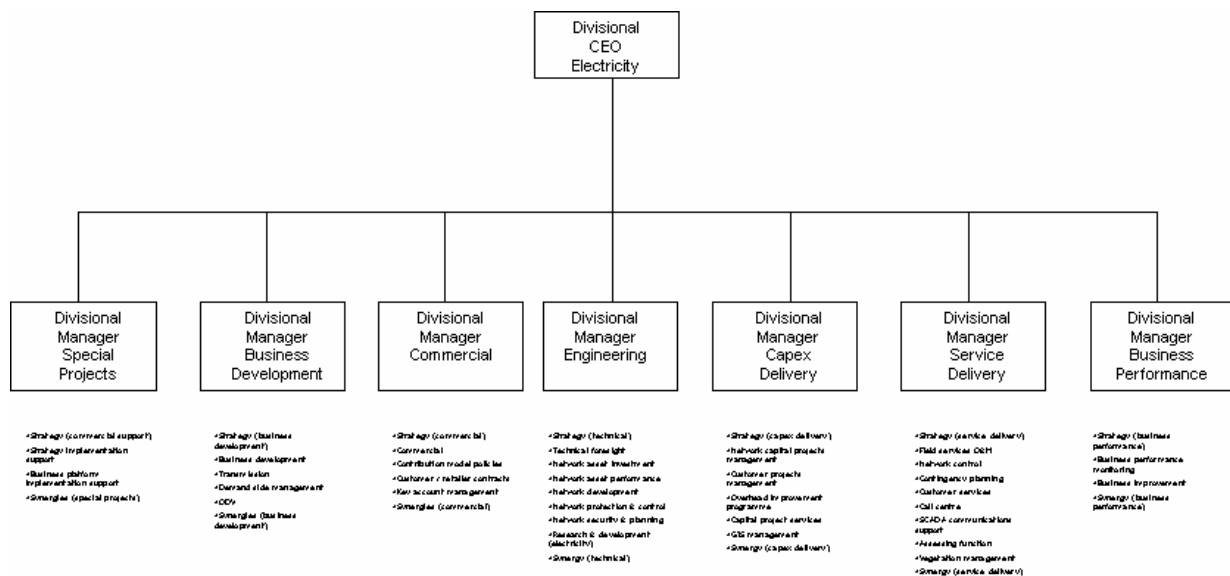 Divisional
CEO
Electricity
Divisional
Manager
Special
Projects
Divisional
Manager
Business
Development
Divisional
Manager
Commercial
Divisional
Manager
Engineering
Divisional
Manager
Capex
Delivery
Divisional
Manager
Service
Delivery
Divisional
Manager
Business
Performance
•Strategy (commercial support)
•Strategy implementation
support
•Business platform
implementation support
•Synergies (special projects)
•Strategy (business
development)
•Business development
•Transmission
•Demand side management
•ODV
•Synergies (business
development)
•Strategy (commercial)
•Commercial
•Contribution model policies
•Customer / retailer contracts
•Key account management
•Synergies (commercial)
•Strategy (technical)
•Technical foresight
•Network asset investment
•Network asset performance
•Network development
•Network protection & control
•Network security & planning
•Research & development
(electricity)
•Synergy (technical)
•Strategy (capex delivery)
•Network capital projects
management
•Customer projects
management
•Overhead improvement
programme
•Capital project services
•GIS management
•Synergy (capex delivery)
•Strategy (service delivery)
•Field services O&M
•Network control
•Contingency planning
•Customer services
•Call centre
•SCADA communications
support
•Assessing function
•Vegetation management
•Synergy (service delivery)
•Strategy (business
performance)
•Business performance
monitoring
•Business improvement
•Synergy (business
performance)